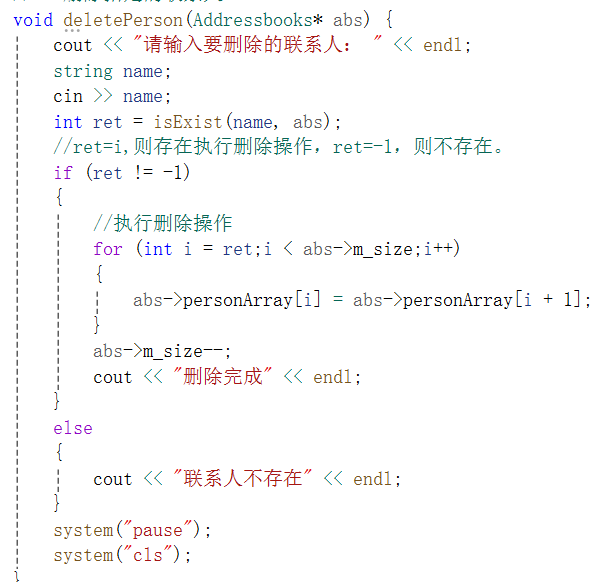 void deletePerson(Addressbooks* abs) {
cout << "请输入要删除的联系人： " << endl;
string name;
cin >> name;
int ret = isExist(name, abs);
//ret=i,则存在执行删除操作，ret=-1，则不存在。
if (ret != -1)
{
//执行删除操作
for (int i = ret;i < abs->m_size;i++)
{
abs->personArray[i] = abs->personArray[i + 1];
}
abs->m_size--;
cout << "删除完成" << endl;
}
else
{
cout << "联系人不存在" << endl;
}
system("pause");
system("cls");
}